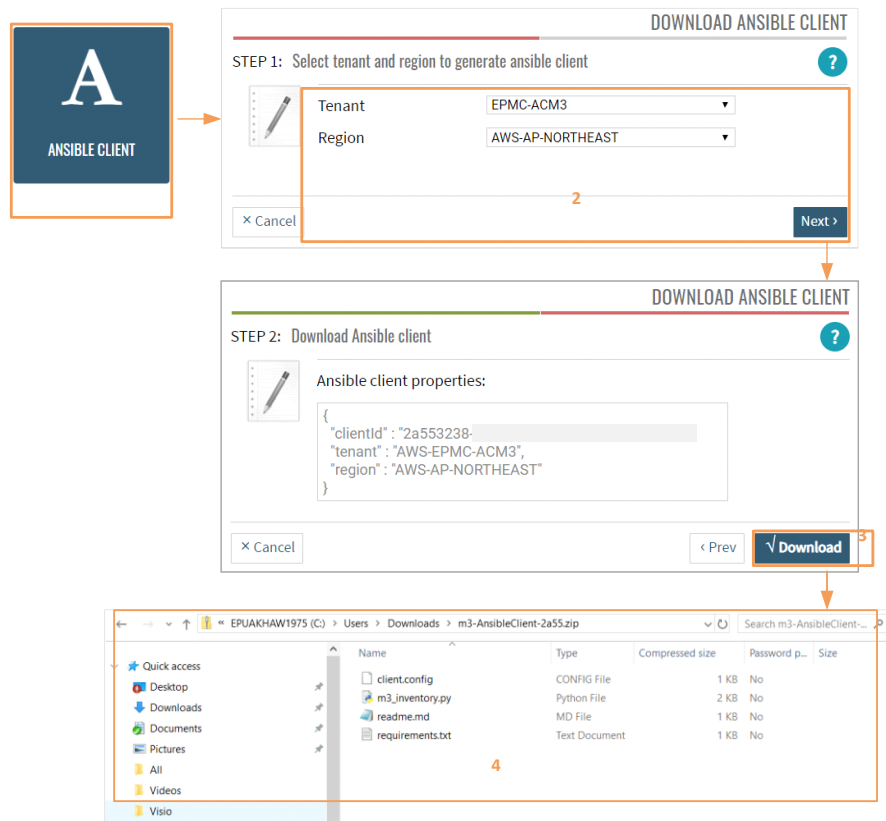 A
ANSIBLE CLIENT
DOWNLOAD ANSIBLE CLIENT
STEP 1: Select tenant and region to generate ansible client
?
Tenant EPMC-ACM3
Region AWS-AP-NORTHEAST
2
× Cancel Next ›
DOWNLOAD ANSIBLE CLIENT
STEP 2: Download Ansible client
?
Ansible client properties:
{
"clientId" : "2a553238-
"tenant" : "AWS-EPMC-ACM3",
"region" : "AWS-AP-NORTHEAST"
}
× Cancel ‹ Prev √ Download 3
« EPUAKHAW1975 (C:) › Users › Downloads › m3-AnsibleClient-2a55.zip Search m3-AnsibleClient-...
Name Type Compressed size Password p... Size
Quick access
Desktop
Downloads
Documents
Pictures
All
Videos
Visio
client.config CONFIG File 1 KB No
m3_inventory.py Python File 2 KB No
readme.md MD File 1 KB No
requirements.txt Text Document 1 KB No
4